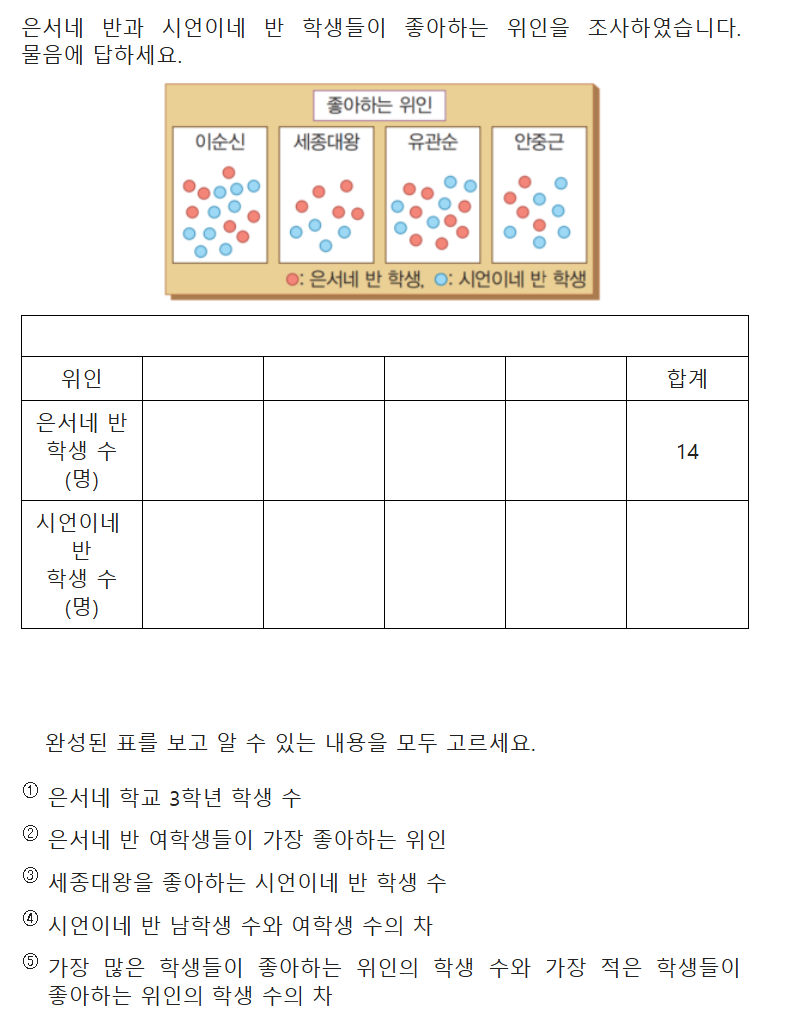 은서네 반과 시언이네 반 학생들이 좋아하는 위인을 조사하였습니다.
물음에 답하세요.
좋아하는 위인
이순신 세종대왕 유관순 안중근
: 은서네 반 학생, : 시언이네 반 학생
위인 합계
은서네 반
학생 수
(명)
14
시언이네
반
학생 수
(명)
완성된 표를 보고 알 수 있는 내용을 모두 고르세요.
① 은서네 학교 3학년 학생 수
② 은서네 반 여학생들이 가장 좋아하는 위인
③ 세종대왕을 좋아하는 시언이네 반 학생 수
④ 시언이네 반 남학생 수와 여학생 수의 차
⑤ 가장 많은 학생들이 좋아하는 위인의 학생 수와 가장 적은 학생들이
좋아하는 위인의 학생 수의 차